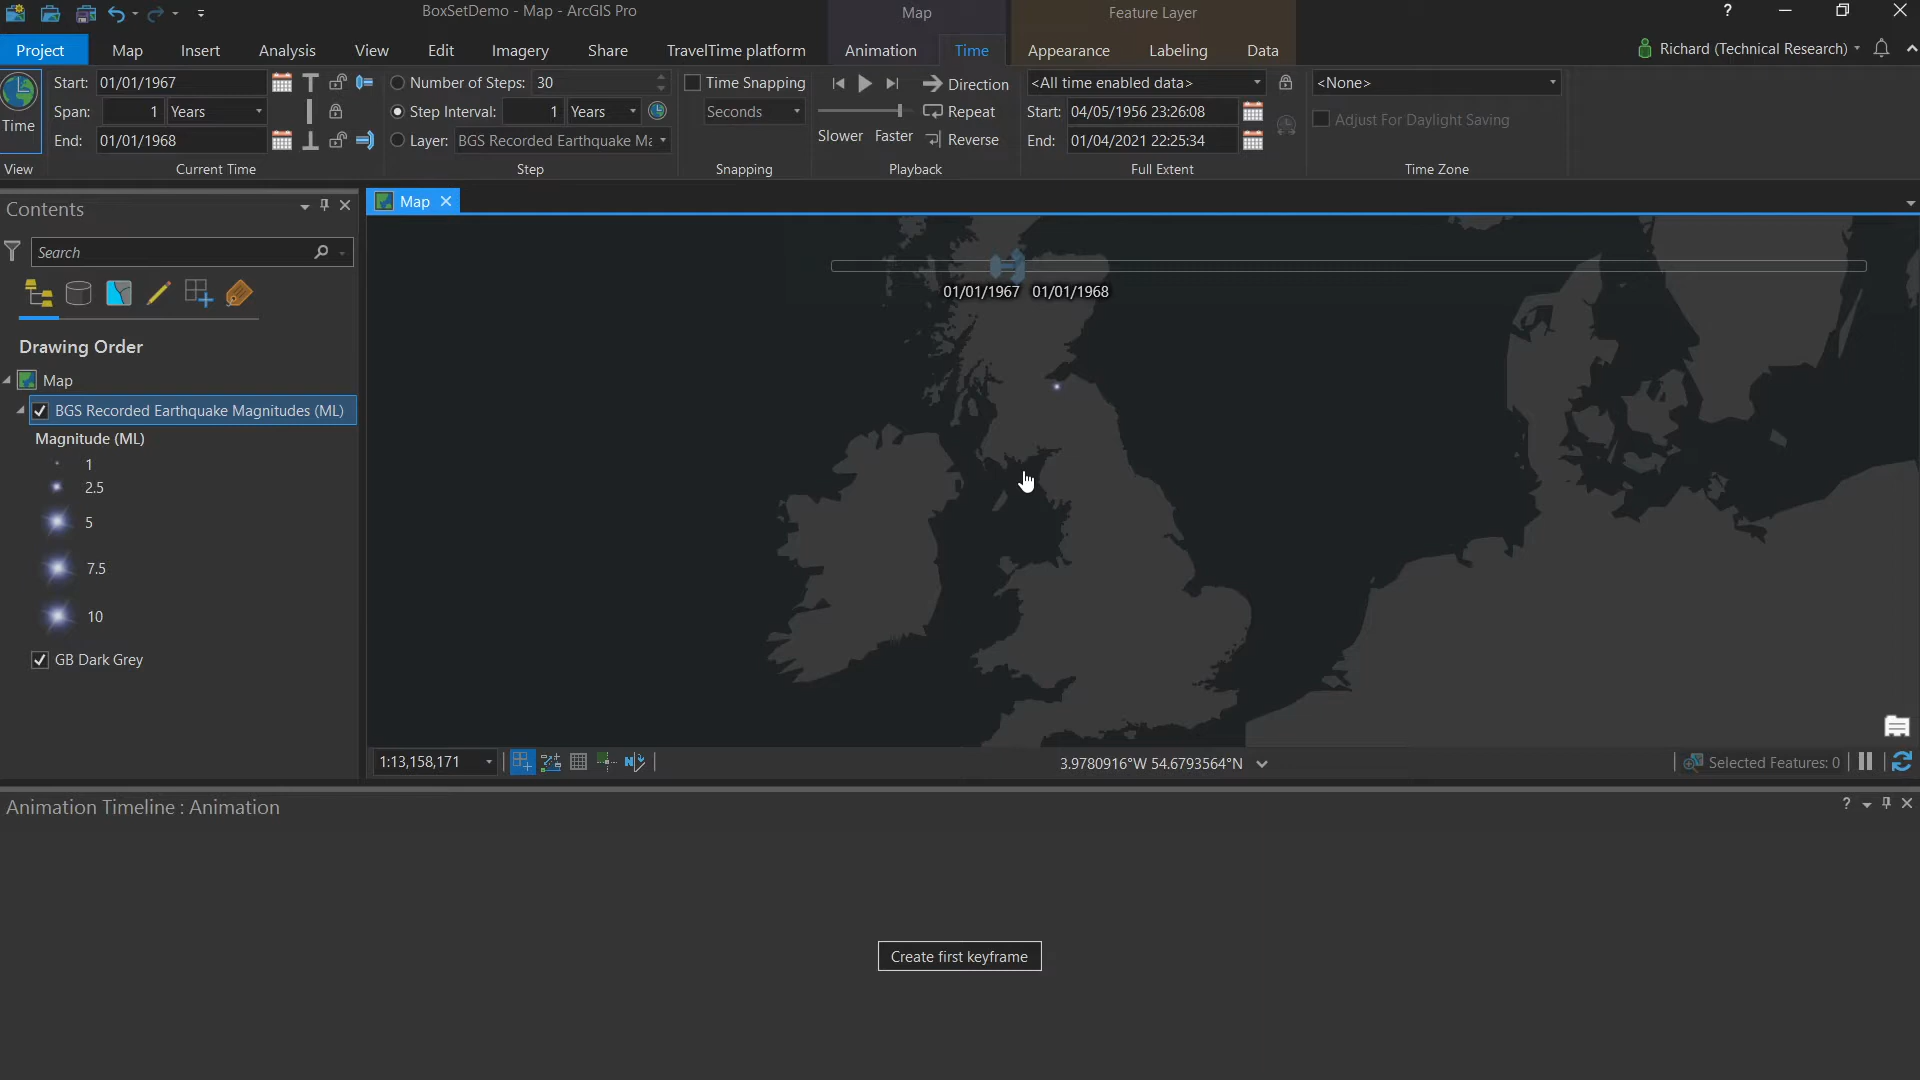 BoxSetDemo - Map - ArcGIS Pro
Map
Feature Layer
?
Project
Map
Insert
Analysis
View
Edit
Imagery
Share
TravelTime platform
Animation
Time
Appearance
Labeling
Data
Richard (Technical Research)
Time
View
Start: 01/01/1967
Span: 1 Years
End: 01/01/1968
Current Time
Number of Steps: 30
Step Interval: 1 Years
Layer: BGS Recorded Earthquake Ma
Step
Time Snapping
Seconds
Snapping
Slower
Faster
Direction
Repeat
Reverse
Playback
<All time enabled data>
Start: 04/05/1956 23:26:08
End: 01/04/2021 22:25:34
Full Extent
<None>
Adjust For Daylight Saving
Time Zone
Contents
Search
Drawing Order
Map
BGS Recorded Earthquake Magnitudes (ML)
Magnitude (ML)
1
2.5
5
7.5
10
GB Dark Grey
Map
01/01/1967 01/01/1968
1:13,158,171
3.9780916°W 54.6793564°N
Selected Features: 0
Animation Timeline : Animation
?
Create first keyframe